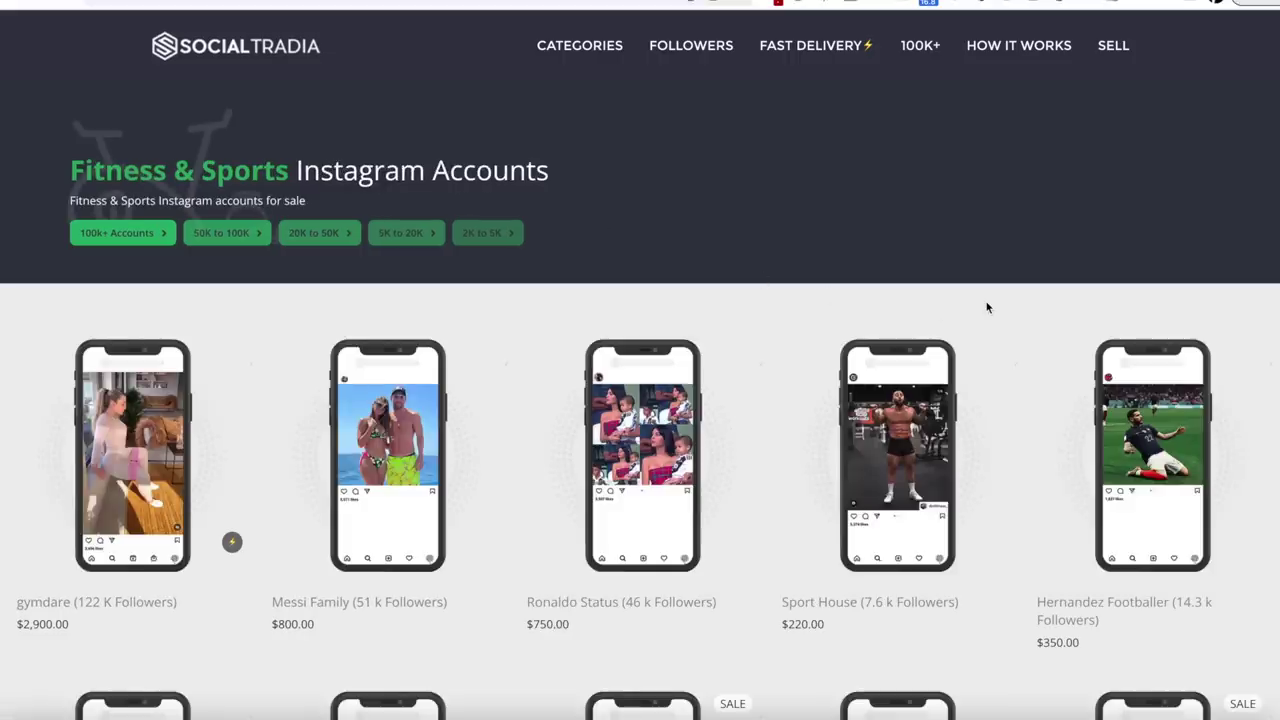 16.8
SOCIALTRADIA
CATEGORIES
FOLLOWERS
FAST DELIVERY⚡
100K+
HOW IT WORKS
SELL
Fitness & Sports Instagram Accounts
Fitness & Sports Instagram accounts for sale
100k+ Accounts >
50K to 100K >
20K to 50K >
5K to 20K >
2K to 5K >
gymdare (122 K Followers)
$2,900.00
Messi Family (51 k Followers)
$800.00
Ronaldo Status (46 k Followers)
$750.00
Sport House (7.6 k Followers)
$220.00
Hernandez Footballer (14.3 k
Followers)
$350.00
SALE
SALE